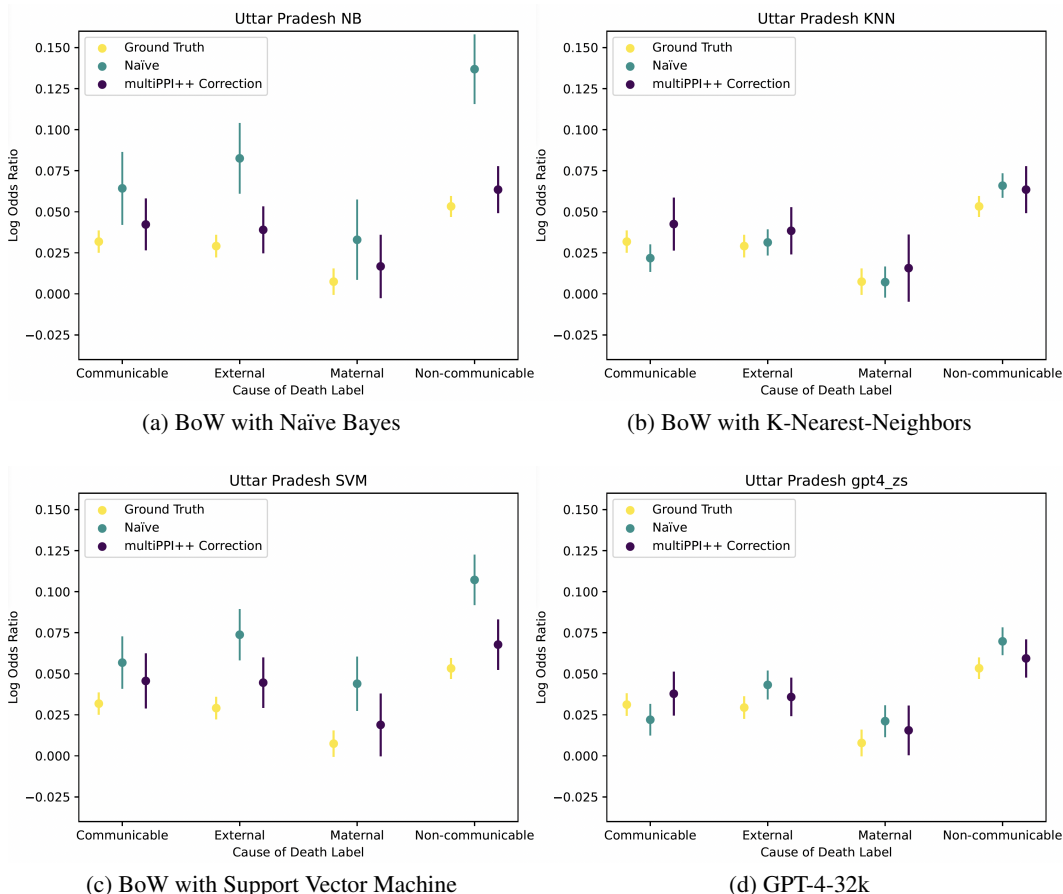 Uttar Pradesh NB
Ground Truth
Naïve
multiPPI++ Correction
Log Odds Ratio
0.150
0.125
0.100
0.075
0.050
0.025
0.000
−0.025
Communicable
External
Maternal
Non-communicable
Cause of Death Label
(a) BoW with Naïve Bayes
Uttar Pradesh KNN
Ground Truth
Naïve
multiPPI++ Correction
Log Odds Ratio
0.150
0.125
0.100
0.075
0.050
0.025
0.000
−0.025
Communicable
External
Maternal
Non-communicable
Cause of Death Label
(b) BoW with K-Nearest-Neighbors
Uttar Pradesh SVM
Ground Truth
Naïve
multiPPI++ Correction
Log Odds Ratio
0.150
0.125
0.100
0.075
0.050
0.025
0.000
−0.025
Communicable
External
Maternal
Non-communicable
Cause of Death Label
(c) BoW with Support Vector Machine
Uttar Pradesh gpt4_zs
Ground Truth
Naïve
multiPPI++ Correction
Log Odds Ratio
0.150
0.125
0.100
0.075
0.050
0.025
0.000
−0.025
Communicable
External
Maternal
Non-communicable
Cause of Death Label
(d) GPT-4-32k